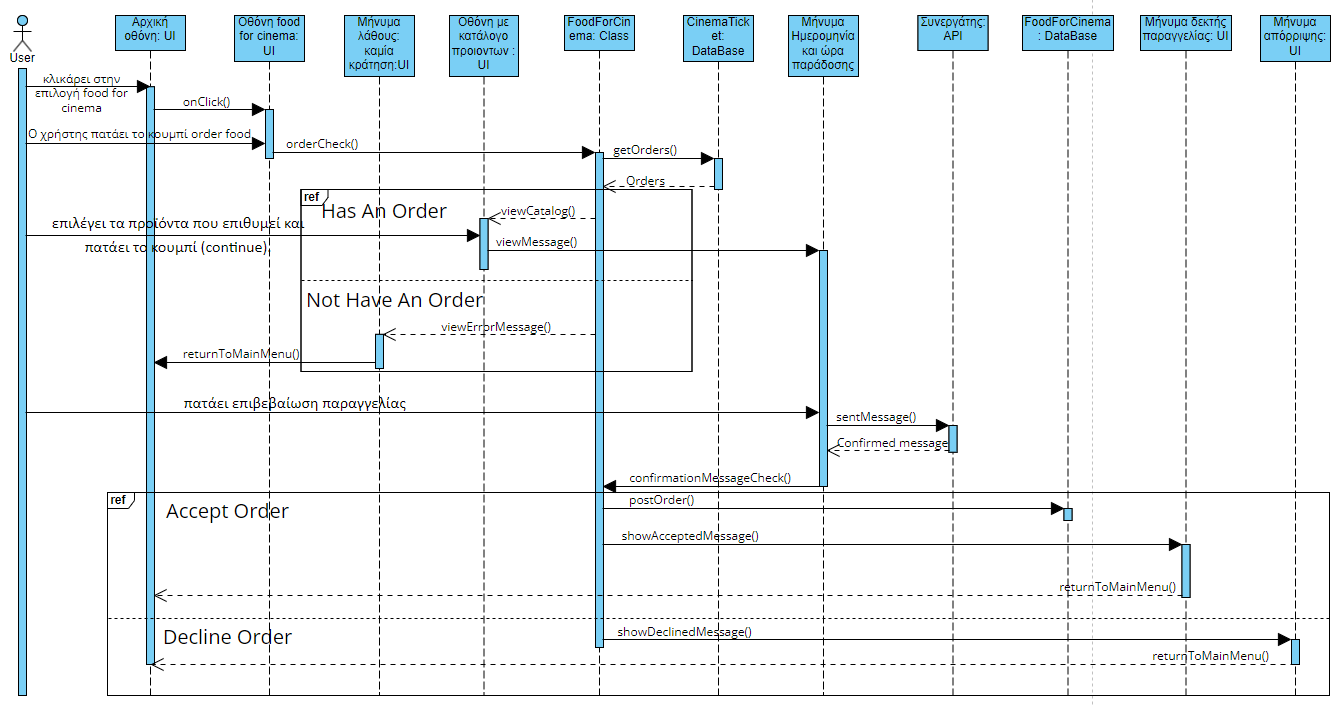 User
Αρχική
οθόνη: UI
Οθόνη food
for cinema:
UI
Μήνυμα
λάθους:
καμία
κράτηση:UI
Οθόνη με
κατάλογο
προιοντων :
UI
FoodForCin
ema: Class
CinemaTick
et:
DataBase
Μήνυμα
Ημερομηνία
και ώρα
παράδοσης
Συνεργάτης:
API
FoodForCinema
: DataBase
Μήνυμα δεκτής
παραγγελίας: UI
Μήνυμα
απόρριψης:
UI
κλικάρει στην
επιλογή food for
cinema
onClick()
Ο χρήστης πατάει το κουμπί order food
orderCheck()
getOrders()
Orders
ref
Has An Order
viewCatalog()
επιλέγει τα προϊόντα που επιθυμεί και
πατάει το κουμπί (continue)
viewMessage()
Not Have An Order
viewErrorMessage()
returnToMainMenu()
πατάει επιβεβαίωση παραγγελίας
sentMessage()
Confirmed message
confirmationMessageCheck()
ref
Accept Order
postOrder()
showAcceptedMessage()
returnToMainMenu()
Decline Order
showDeclinedMessage()
returnToMainMenu()